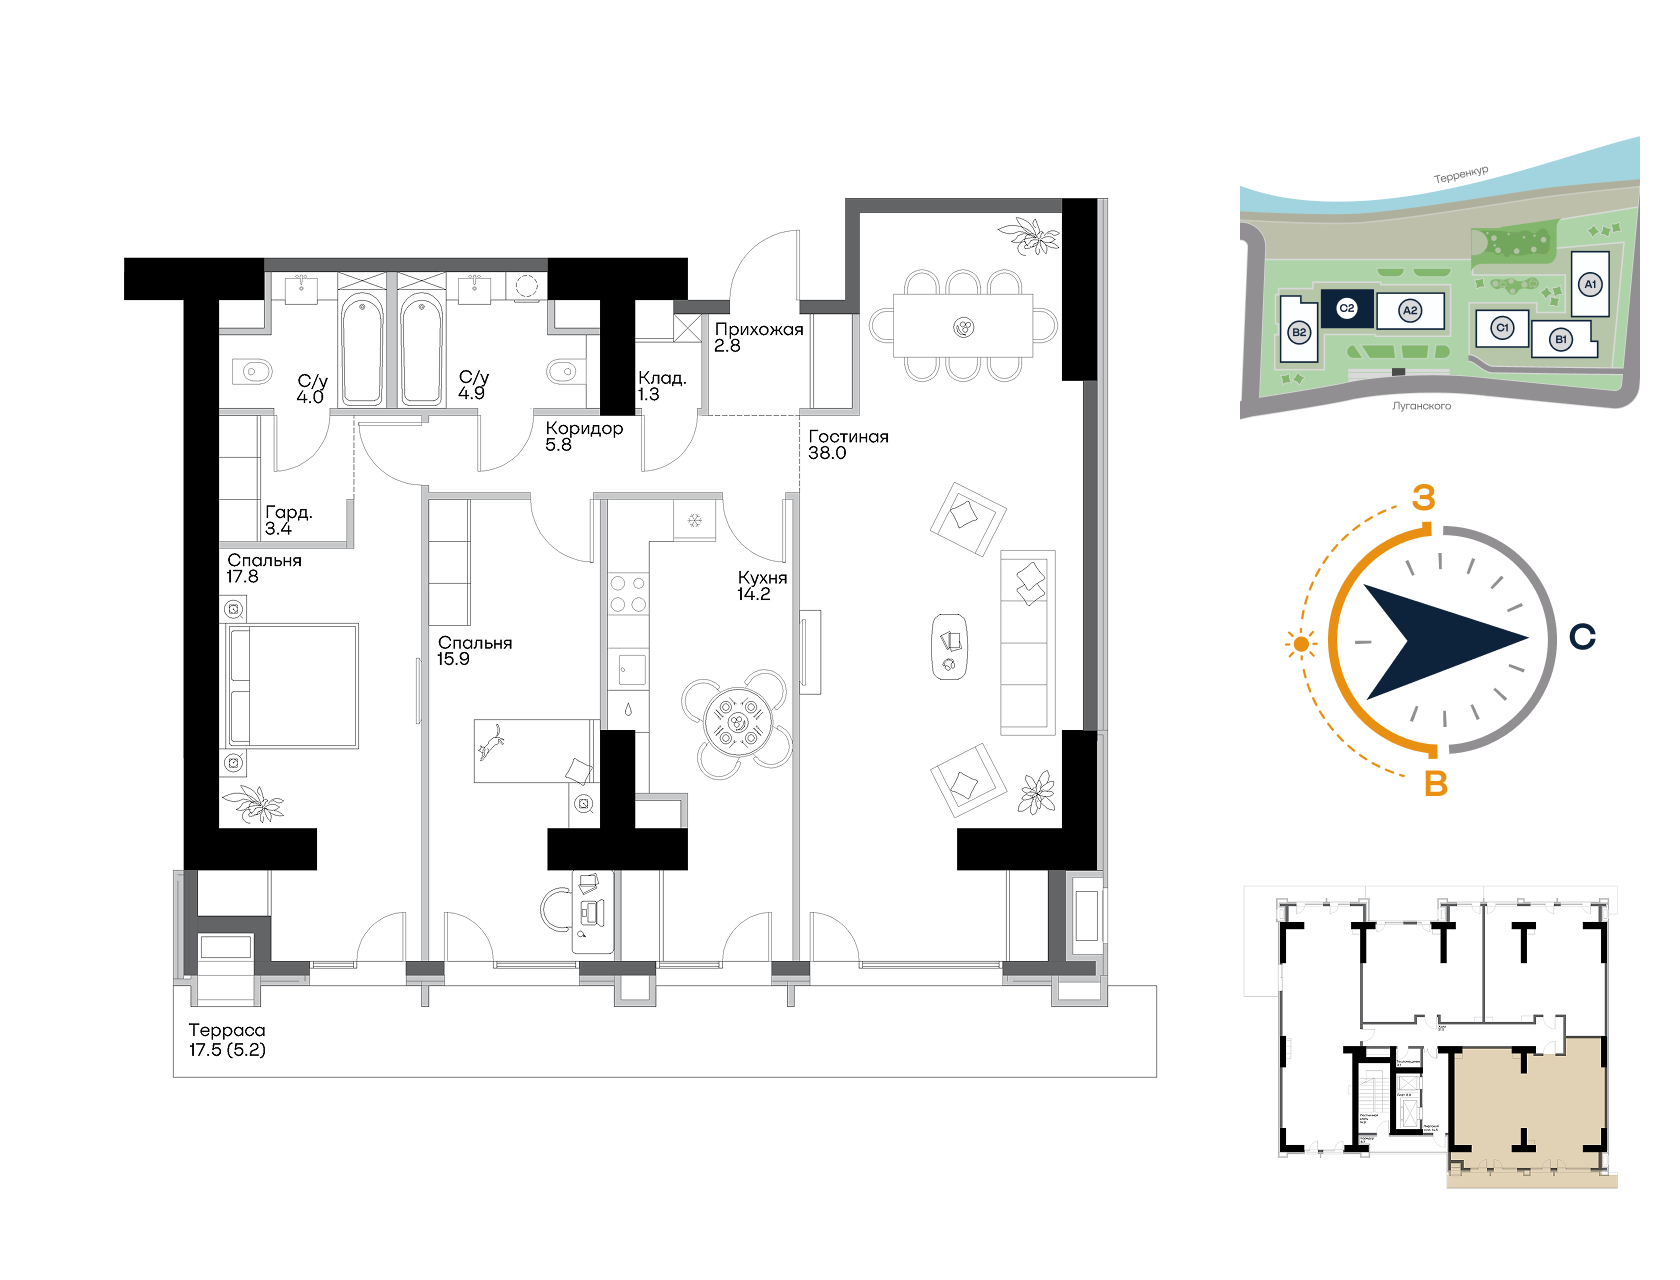 Прихожая
2.8
С/у
4.0
С/у
4.9
Клад.
1.3
Коридор
5.8
Гостиная
38.0
Гард.
3.4
Спальня
17.8
Кухня
14.2
Спальня
15.9
Терраса
17.5 (5.2)
Терренкур
A1
C2
A2
B2
C1
B1
Луганского
З
С
В